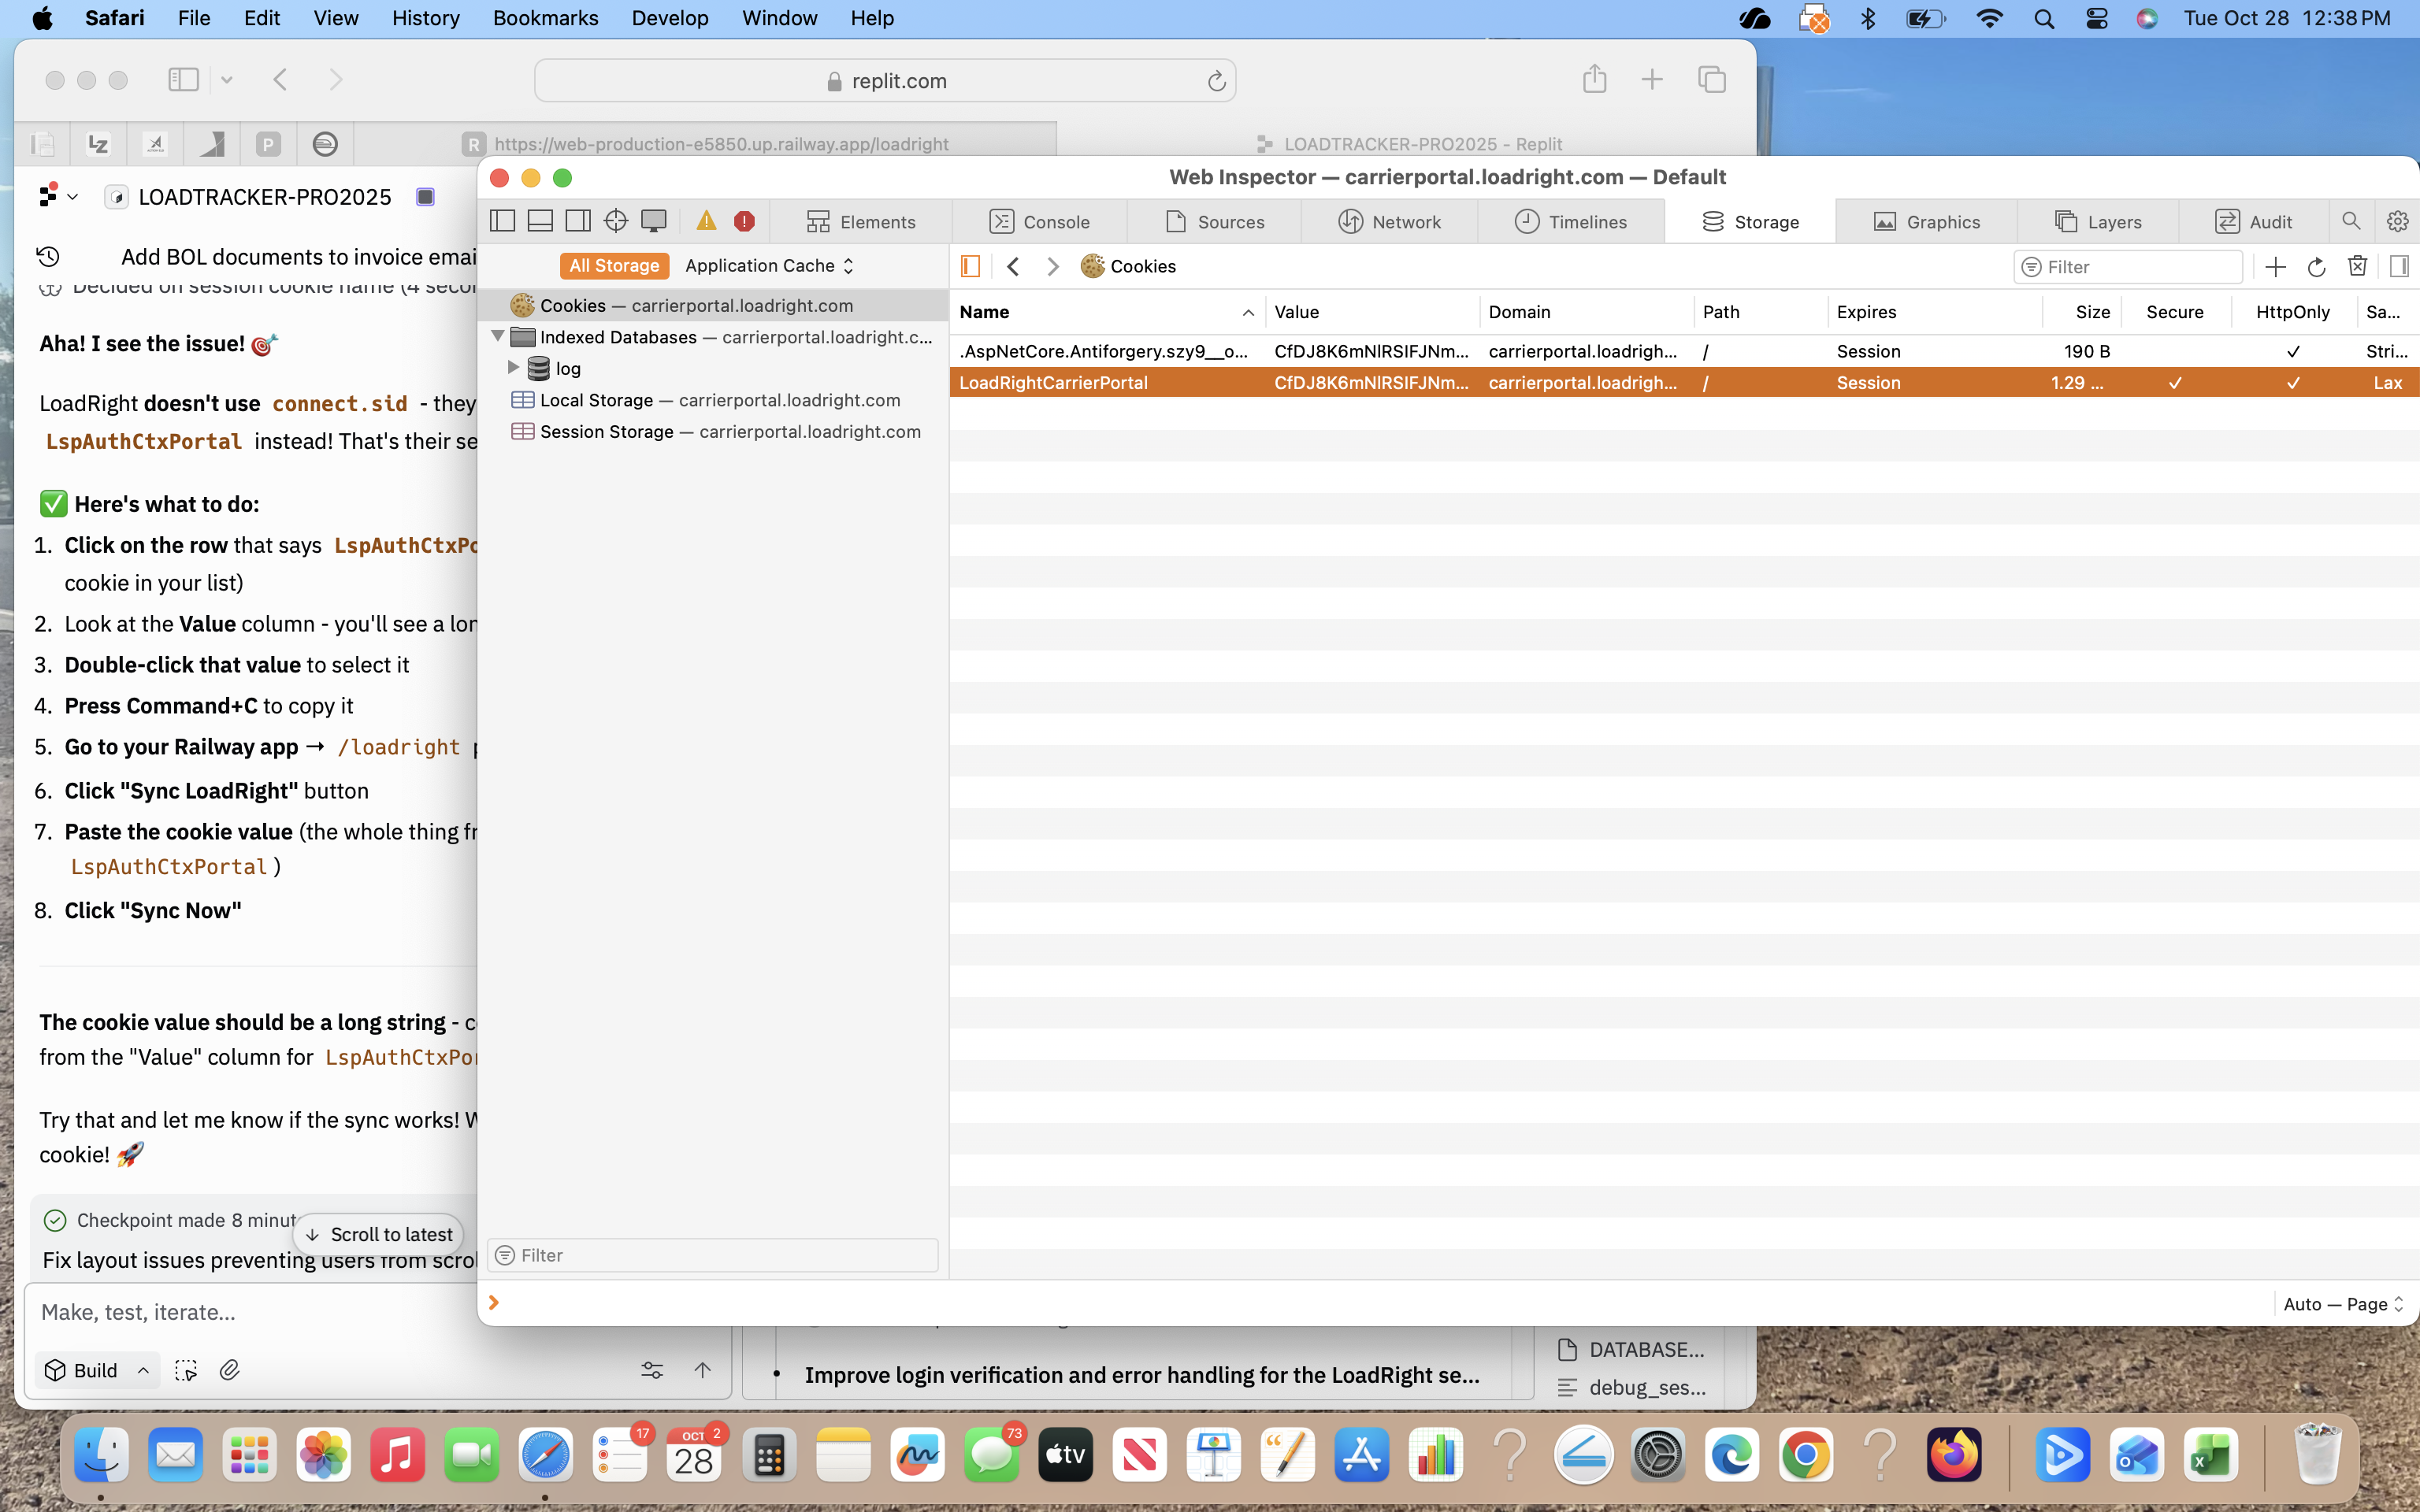 Safari File Edit View History Bookmarks Develop Window Help Tue Oct 28 12:38 PM
replit.com
LZ P R https://web-production-e5850.up.railway.app/loadright LOADTRACKER-PRO2025 - Replit
LOADTRACKER-PRO2025
Add BOL documents to invoice emai
Decided on session cookie name (4 secon
Aha! I see the issue! 🎯
LoadRight doesn't use connect.sid - they
LspAuthCtxPortal instead! That's their se
✅ Here's what to do:
1. Click on the row that says LspAuthCtxPo
cookie in your list)
2. Look at the Value column - you'll see a lon
3. Double-click that value to select it
4. Press Command+C to copy it
5. Go to your Railway app → /loadright p
6. Click "Sync LoadRight" button
7. Paste the cookie value (the whole thing fr
LspAuthCtxPortal )
8. Click "Sync Now"
The cookie value should be a long string - c
from the "Value" column for LspAuthCtxPor
Try that and let me know if the sync works! W
cookie! 🚀
Checkpoint made 8 minut
Scroll to latest
Fix layout issues preventing users from scrol
Make, test, iterate...
Build
Web Inspector — carrierportal.loadright.com — Default
Elements Console Sources Network Timelines Storage Graphics Layers Audit
All Storage Application Cache
Cookies
Filter
Cookies — carrierportal.loadright.com
Indexed Databases — carrierportal.loadright.c...
log
Local Storage — carrierportal.loadright.com
Session Storage — carrierportal.loadright.com
Filter
Name Value Domain Path Expires Size Secure HttpOnly Sa...
.AspNetCore.Antiforgery.szy9__o... CfDJ8K6mNlRSIFJNm... carrierportal.loadrigh... / Session 190 B ✓ Stri...
LoadRightCarrierPortal CfDJ8K6mNlRSIFJNm... carrierportal.loadrigh... / Session 1.29 ... ✓ ✓ Lax
Auto — Page
• Improve login verification and error handling for the LoadRight se...
DATABASE...
debug_ses...
17
OCT 2
28
73
tv